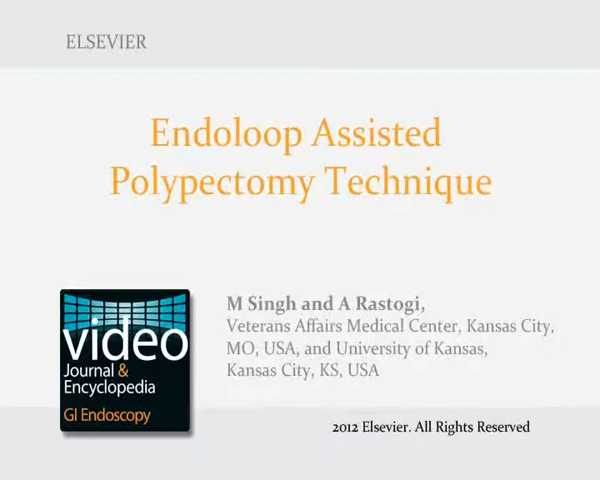 ELSEVIER
Endoloop Assisted
Polypectomy Technique
M Singh and A Rastogi,
Veterans Affairs Medical Center, Kansas City,
MO, USA, and University of Kansas,
Kansas City, KS, USA
video
Journal &
Encyclopedia
GI Endoscopy
2012 Elsevier. All Rights Reserved